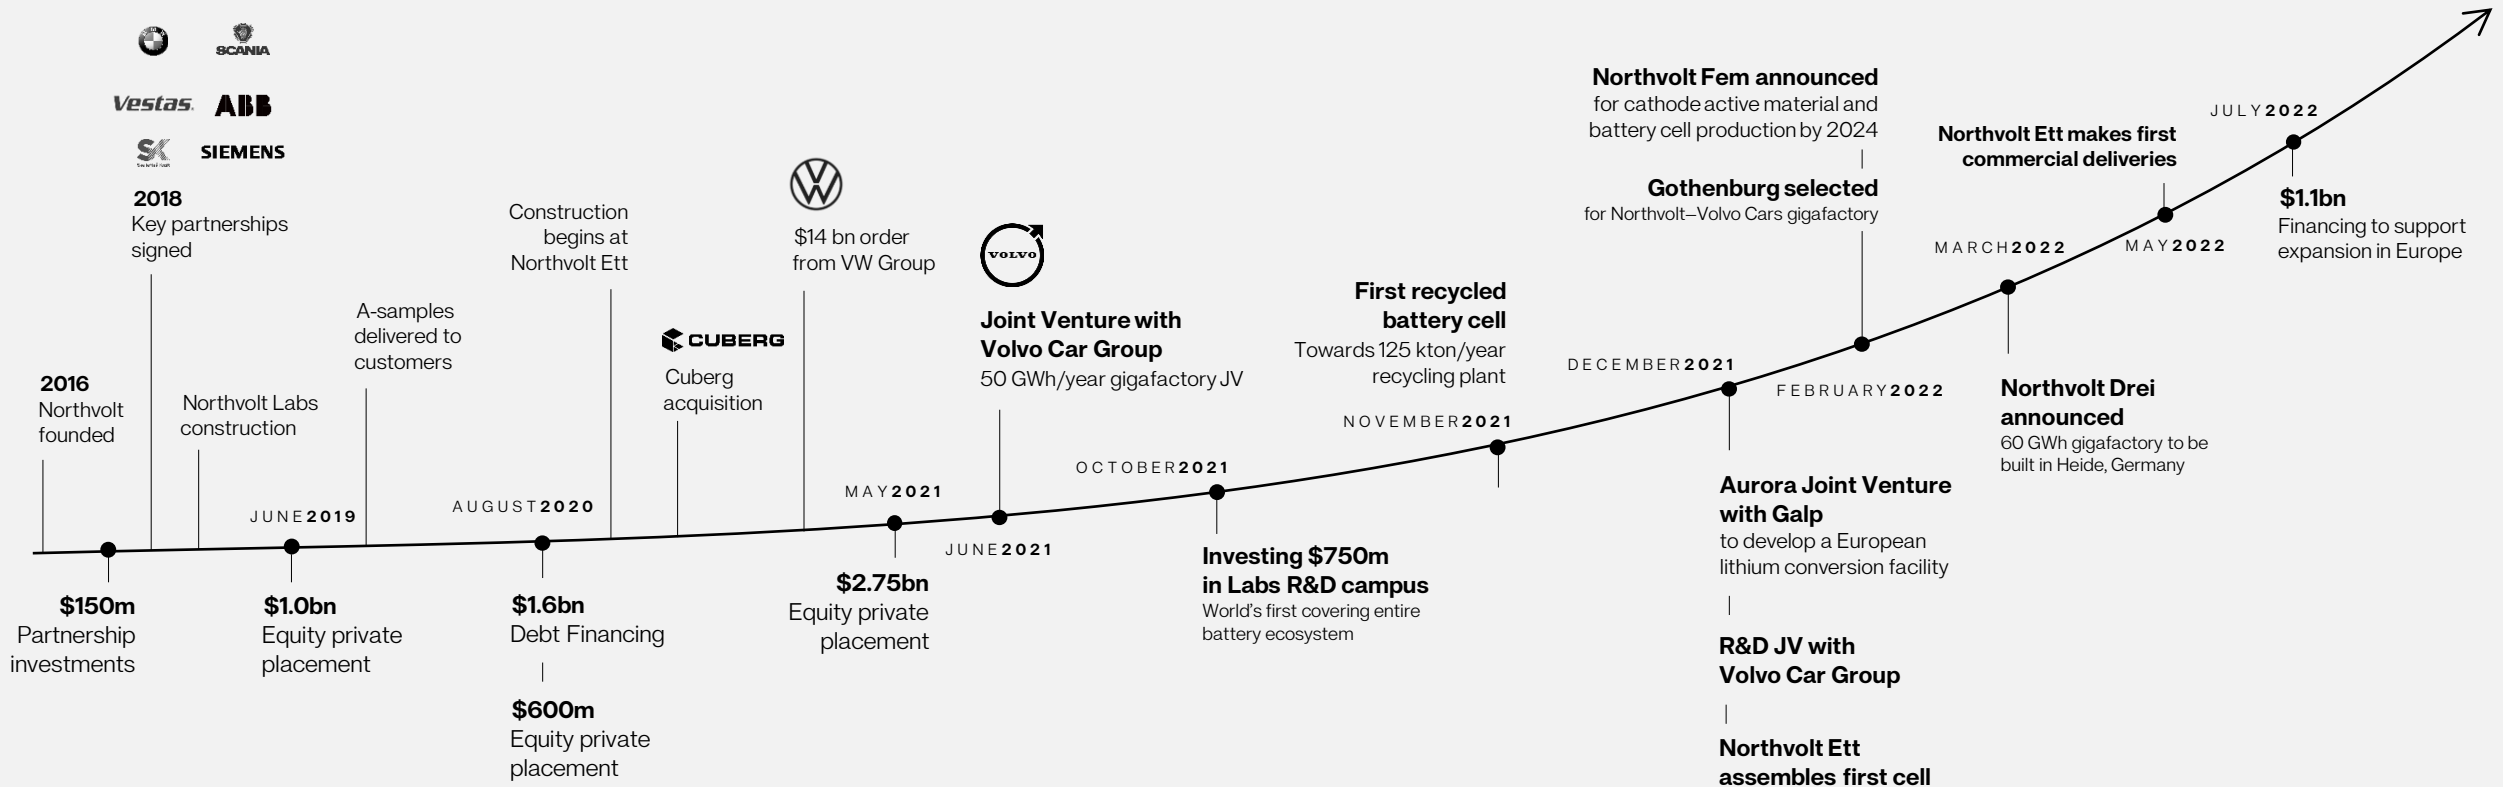 SCANIA
Vestas.
ABB
SK
SIEMENS
2018
Key partnerships
signed
2016
Northvolt
founded
$150m
Partnership
investments
Northvolt Labs
construction
JUNE2019
$1.0bn
Equity private
placement
A-samples
delivered to
customers
AUGUST2020
$1.6bn
Debt Financing
$600m
Equity private
placement
Construction
begins at
Northvolt Ett
CUBERG
Cuberg
acquisition
$14 bn order
from VW Group
MAY2021
$2.75bn
Equity private
placement
VOLVO
Joint Venture with
Volvo Car Group
50 GWh/year gigafactory JV
JUNE2021
OCTOBER2021
Investing $750m
in Labs R&D campus
World's first covering entire
battery ecosystem
First recycled
battery cell
Towards 125 kton/year
recycling plant
NOVEMBER2021
DECEMBER2021
Aurora Joint Venture
with Galp
to develop a European
lithium conversion facility
R&D JV with
Volvo Car Group
Northvolt Ett
assembles first cell
Northvolt Fem announced
for cathode active material and
battery cell production by 2024
Gothenburg selected
for Northvolt–Volvo Cars gigafactory
FEBRUARY2022
MARCH2022
Northvolt Drei
announced
60 GWh gigafactory to be
built in Heide, Germany
Northvolt Ett makes first
commercial deliveries
MAY2022
JULY2022
$1.1bn
Financing to support
expansion in Europe